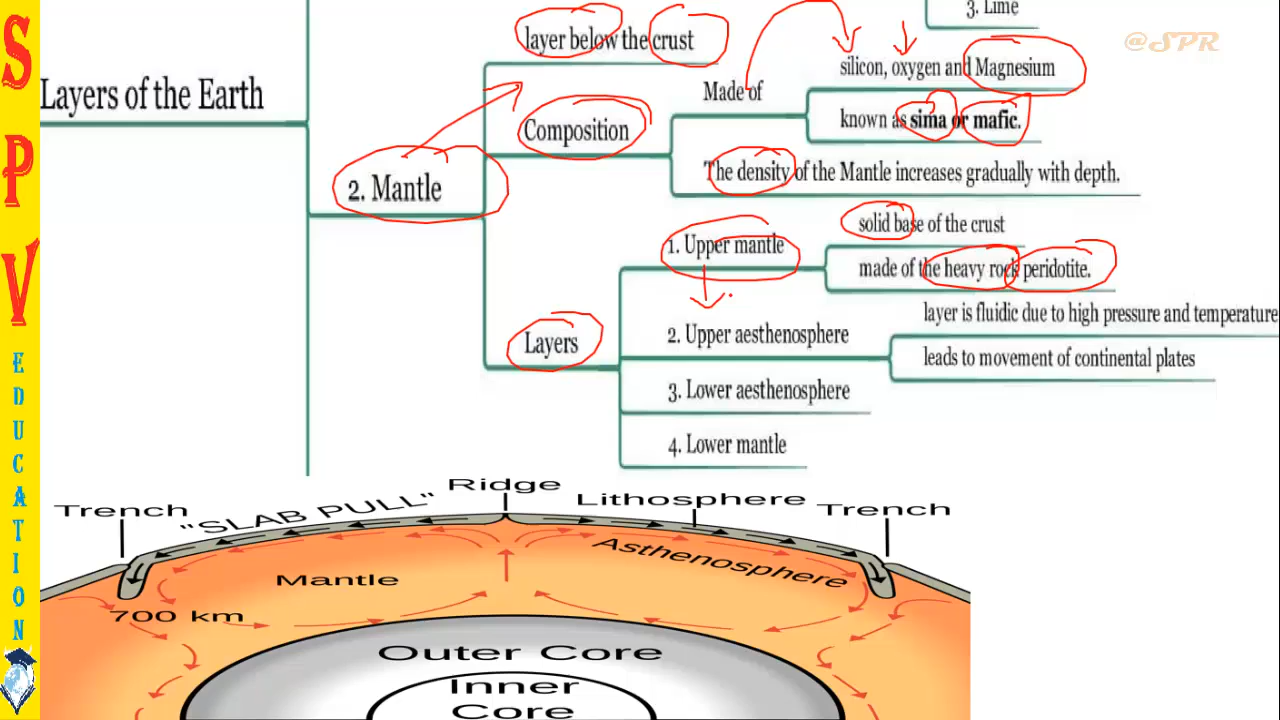 SPV
EDUCATION
@SPR
3. Lime
layer below the crust
silicon, oxygen and Magnesium
Layers of the Earth
Made of
known as sima or mafic.
Composition
The density of the Mantle increases gradually with depth.
2. Mantle
solid base of the crust
1. Upper mantle
made of the heavy rock peridotite.
layer is fluidic due to high pressure and temperature
2. Upper aesthenosphere
Layers
leads to movement of continental plates
3. Lower aesthenosphere
4. Lower mantle
Ridge
Trench
"SLAB PULL"
Lithosphere
Trench
Asthenosphere
Mantle
700 km
Outer Core
Inner
Core